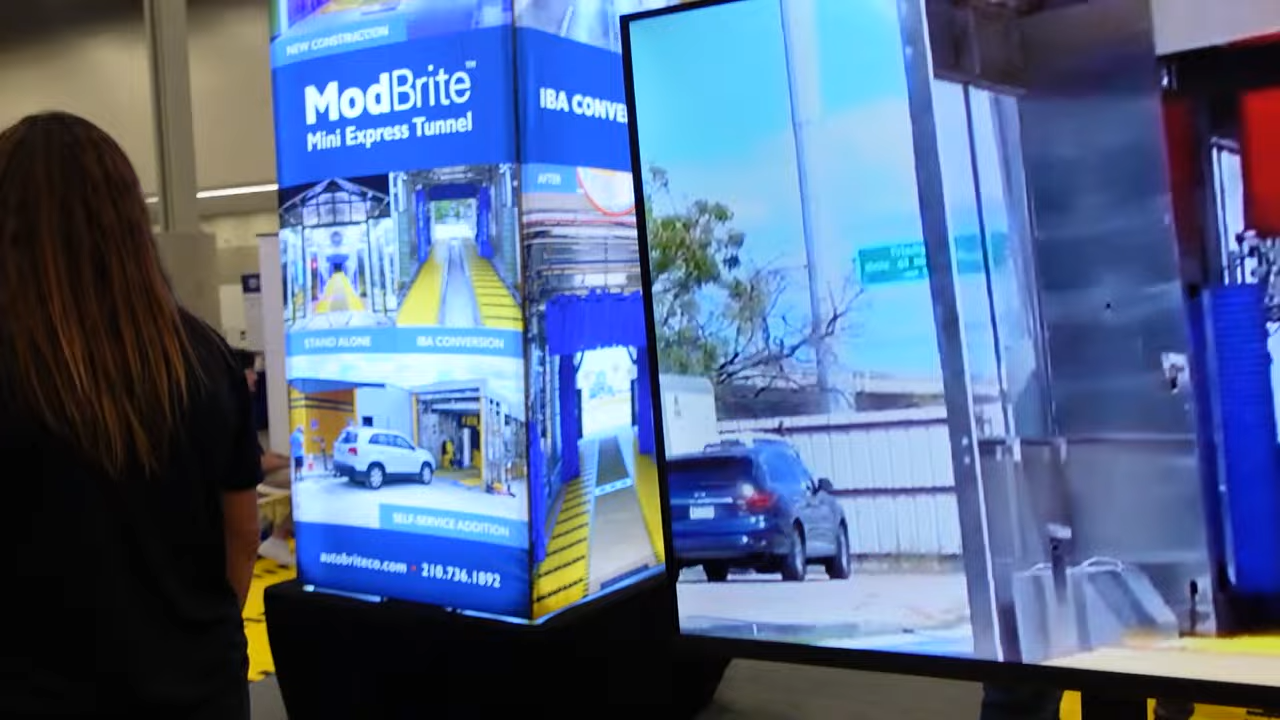 NEW CONSTRUCION
ModBrite™
Mini Express Tunnel
IBA CONVE
AFTER
STAND ALONE
IBA CONVERSION
SELF-SERVICE ADDITION
autobriteco.com • 210.736.1892